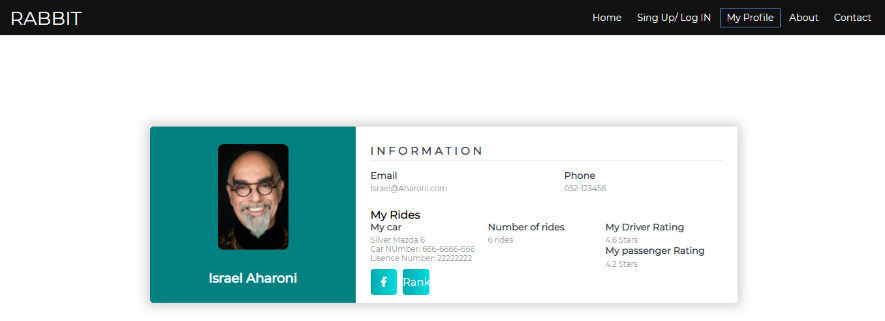 RABBIT
Home Sing Up/ Log IN My Profile About Contact
INFORMATION
Email Phone
Israel@Aharoni.com 052-123456
My Rides
My car Number of rides My Driver Rating
Silver Mazda 6 6 rides 4.6 Stars
Car NUmber: 666-6666-666 My passenger Rating
Lisence Number: 22222222 4.2 Stars
Israel Aharoni
f Rank